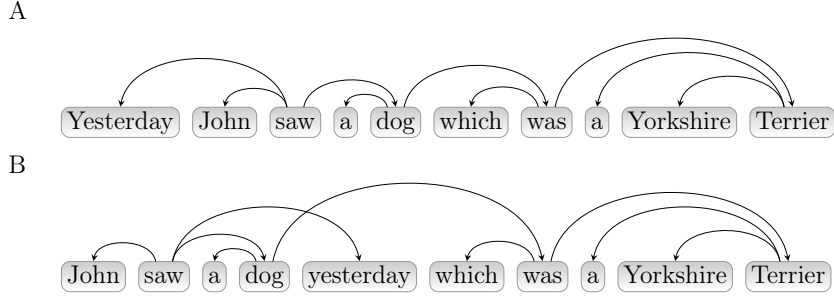 A
Yesterday John saw a dog which was a Yorkshire Terrier
B
John saw a dog yesterday which was a Yorkshire Terrier